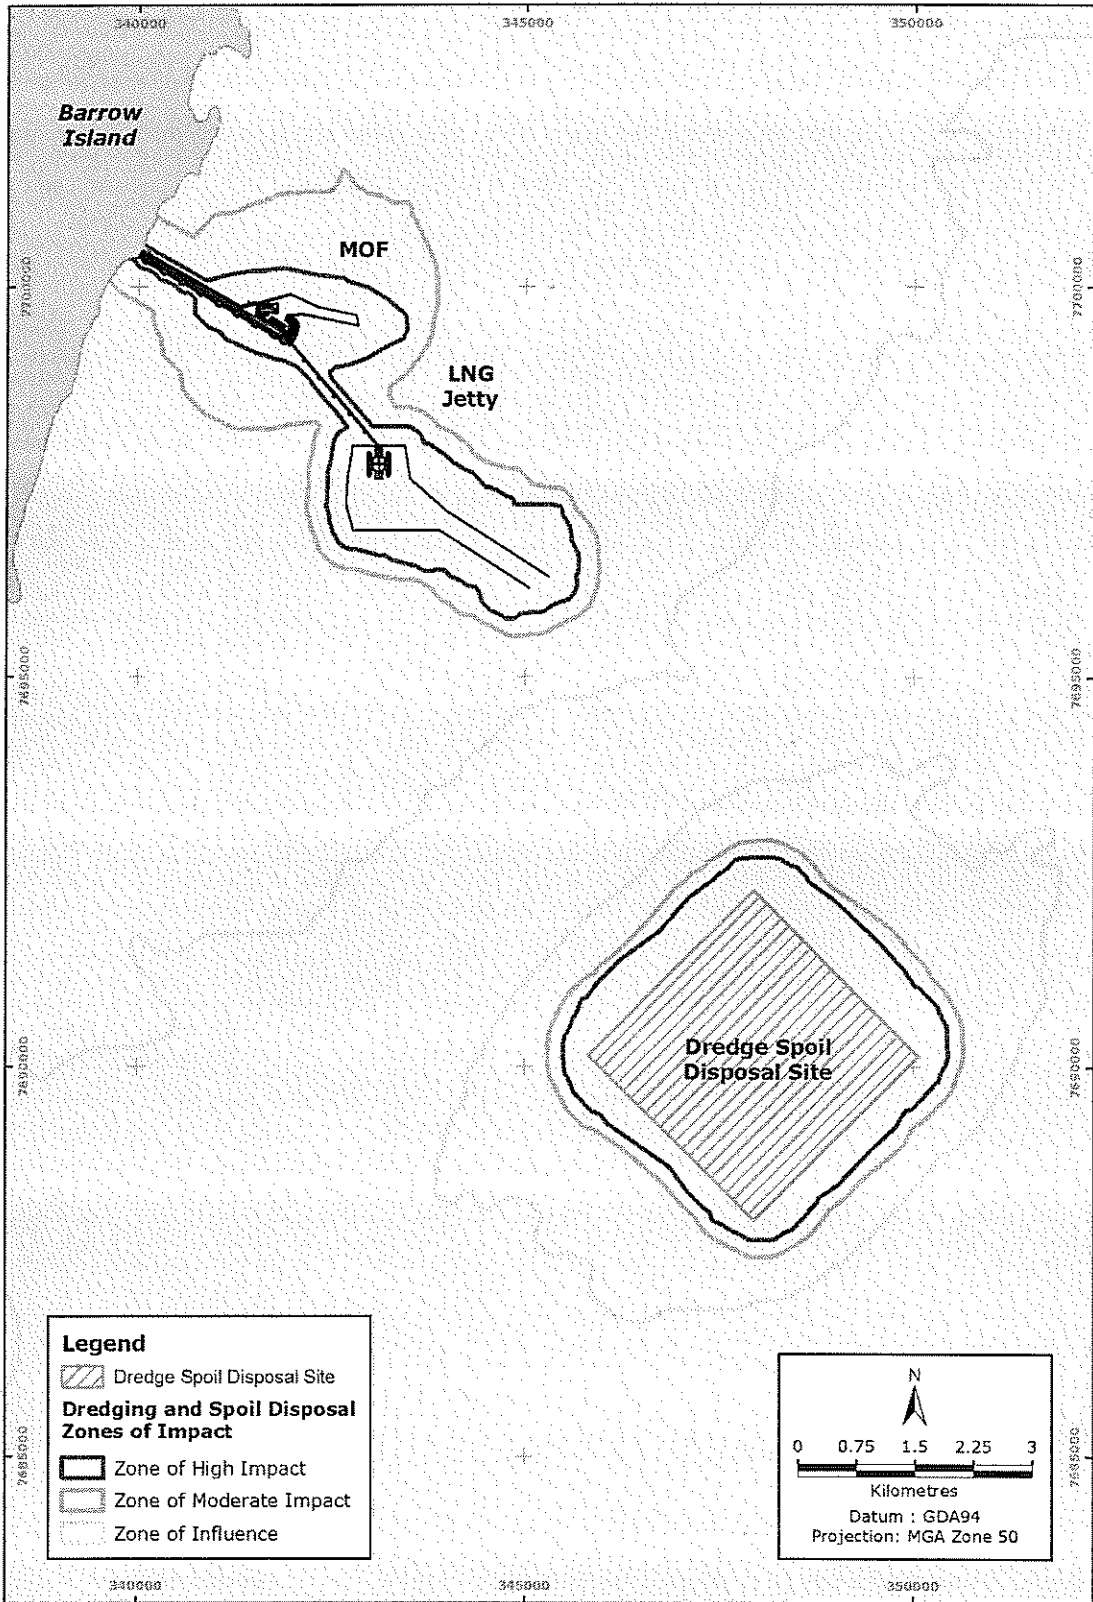 340000
345000
350000
Barrow
Island
MOF
7700000
7700000
LNG
Jetty
7695000
7695000
Dredge Spoil
Disposal Site
7690000
7690000
Legend
Dredge Spoil Disposal Site
Dredging and Spoil Disposal
Zones of Impact
Zone of High Impact
Zone of Moderate Impact
Zone of Influence
7685000
N
0 0.75 1.5 2.25 3
Kilometres
Datum : GDA94
Projection: MGA Zone 50
7685000
340000
345000
350000